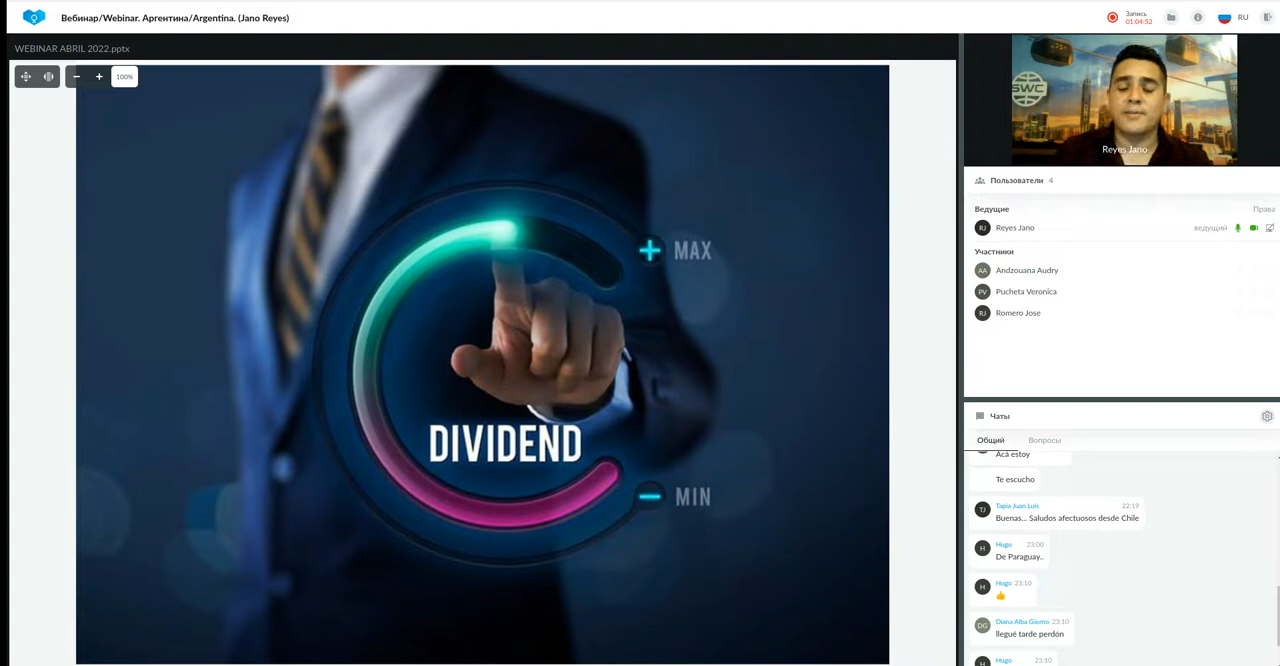 Вебинар/Webinar. Аргентина/Argentina. (Jano Reyes)
Запись
01:04:52
RU
WEBINAR ABRIL 2022.pptx
100%
MAX
DIVIDEND
MIN
SWC
Reyes Jano
Пользователи 4
Ведущие Права
RJ Reyes Jano ведущий
Участники
AA Andzouana Audry
PV Pucheta Veronica
RJ Romero Jose
Чаты
Общий Вопросы
Acá estoy
Te escucho
TJ Tapia Juan Luis 22:19
Buenas... Saludos afectuosos desde Chile
H Hugo 23:00
De Paraguay..
H Hugo 23:10
👍
DG Diana Alba Giorno 23:10
llegué tarde perdón
H Hugo 23:10